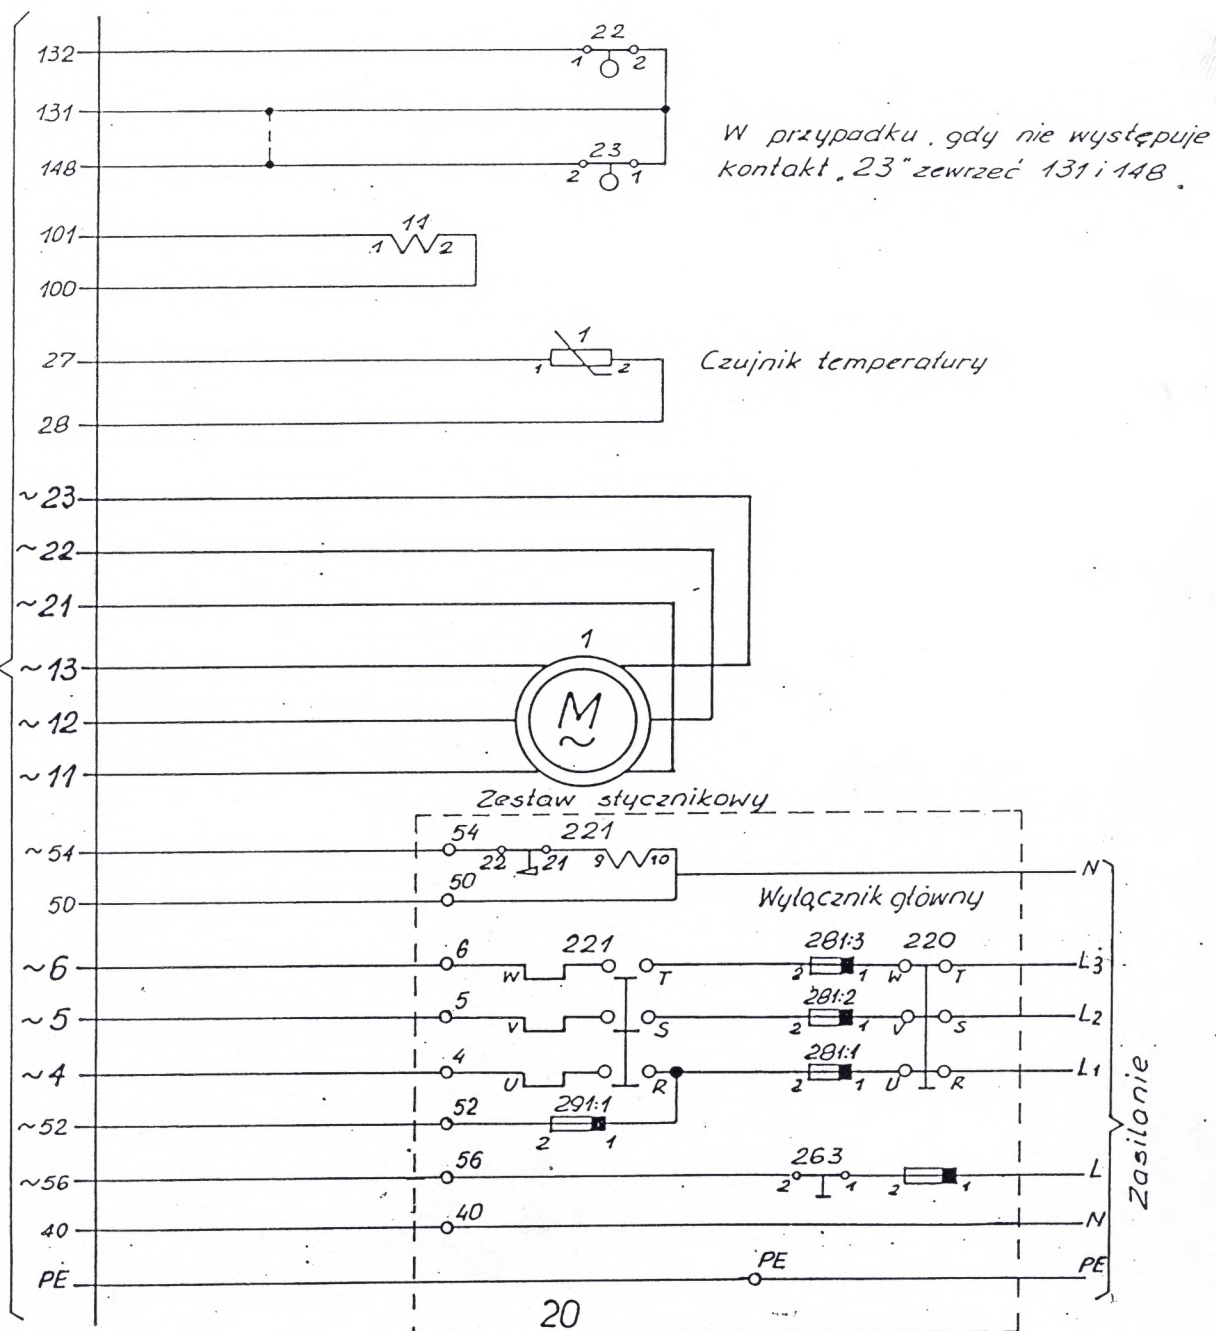 132
22
1 2
131
148
23
2 1
W przypadku, gdy nie występuje
kontakt „23" zewrzeć 131 i 148.
101
11
1 2
100
27
1
1 2
Czujnik temperatury
28
~23
~22
~21
1
~13
~12
M
~
~11
Zestaw stycznikowy
~54
54
22 21
221
9 10
N
50
50
Wyłącznik główny
~6
6
W
221
T
281:3
2 1
220
W T
L3
~5
5
V
S
281:2
2 1
V S
L2
~4
4
U
R
281:1
2 1
U R
L1
~52
52
291:1
2 1
~56
56
263
2 1
2 1
L
40
40
N
PE
PE
PE
Zasilanie
20